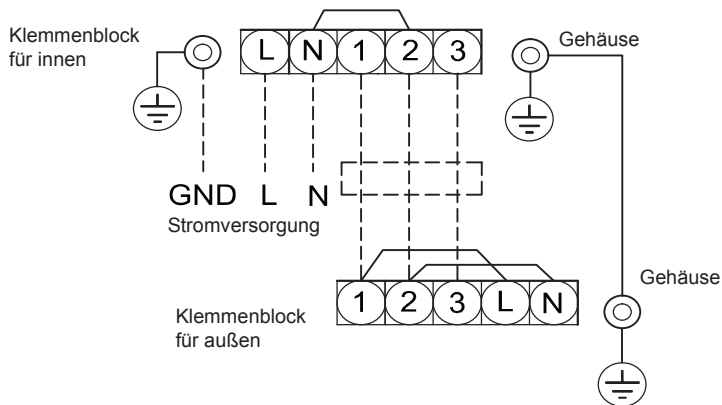 Klemmenblock
für innen
L N 1 2 3
Gehäuse
GND L N
Stromversorgung
1 2 3 L N
Gehäuse
Klemmenblock
für außen